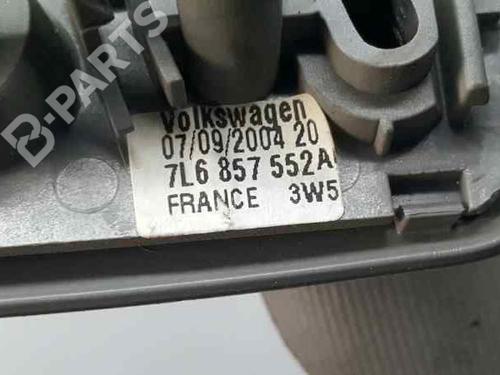 B-PARTS
Volkswagen
07/09/2004 20
7L6 857 552A
FRANCE 3W5